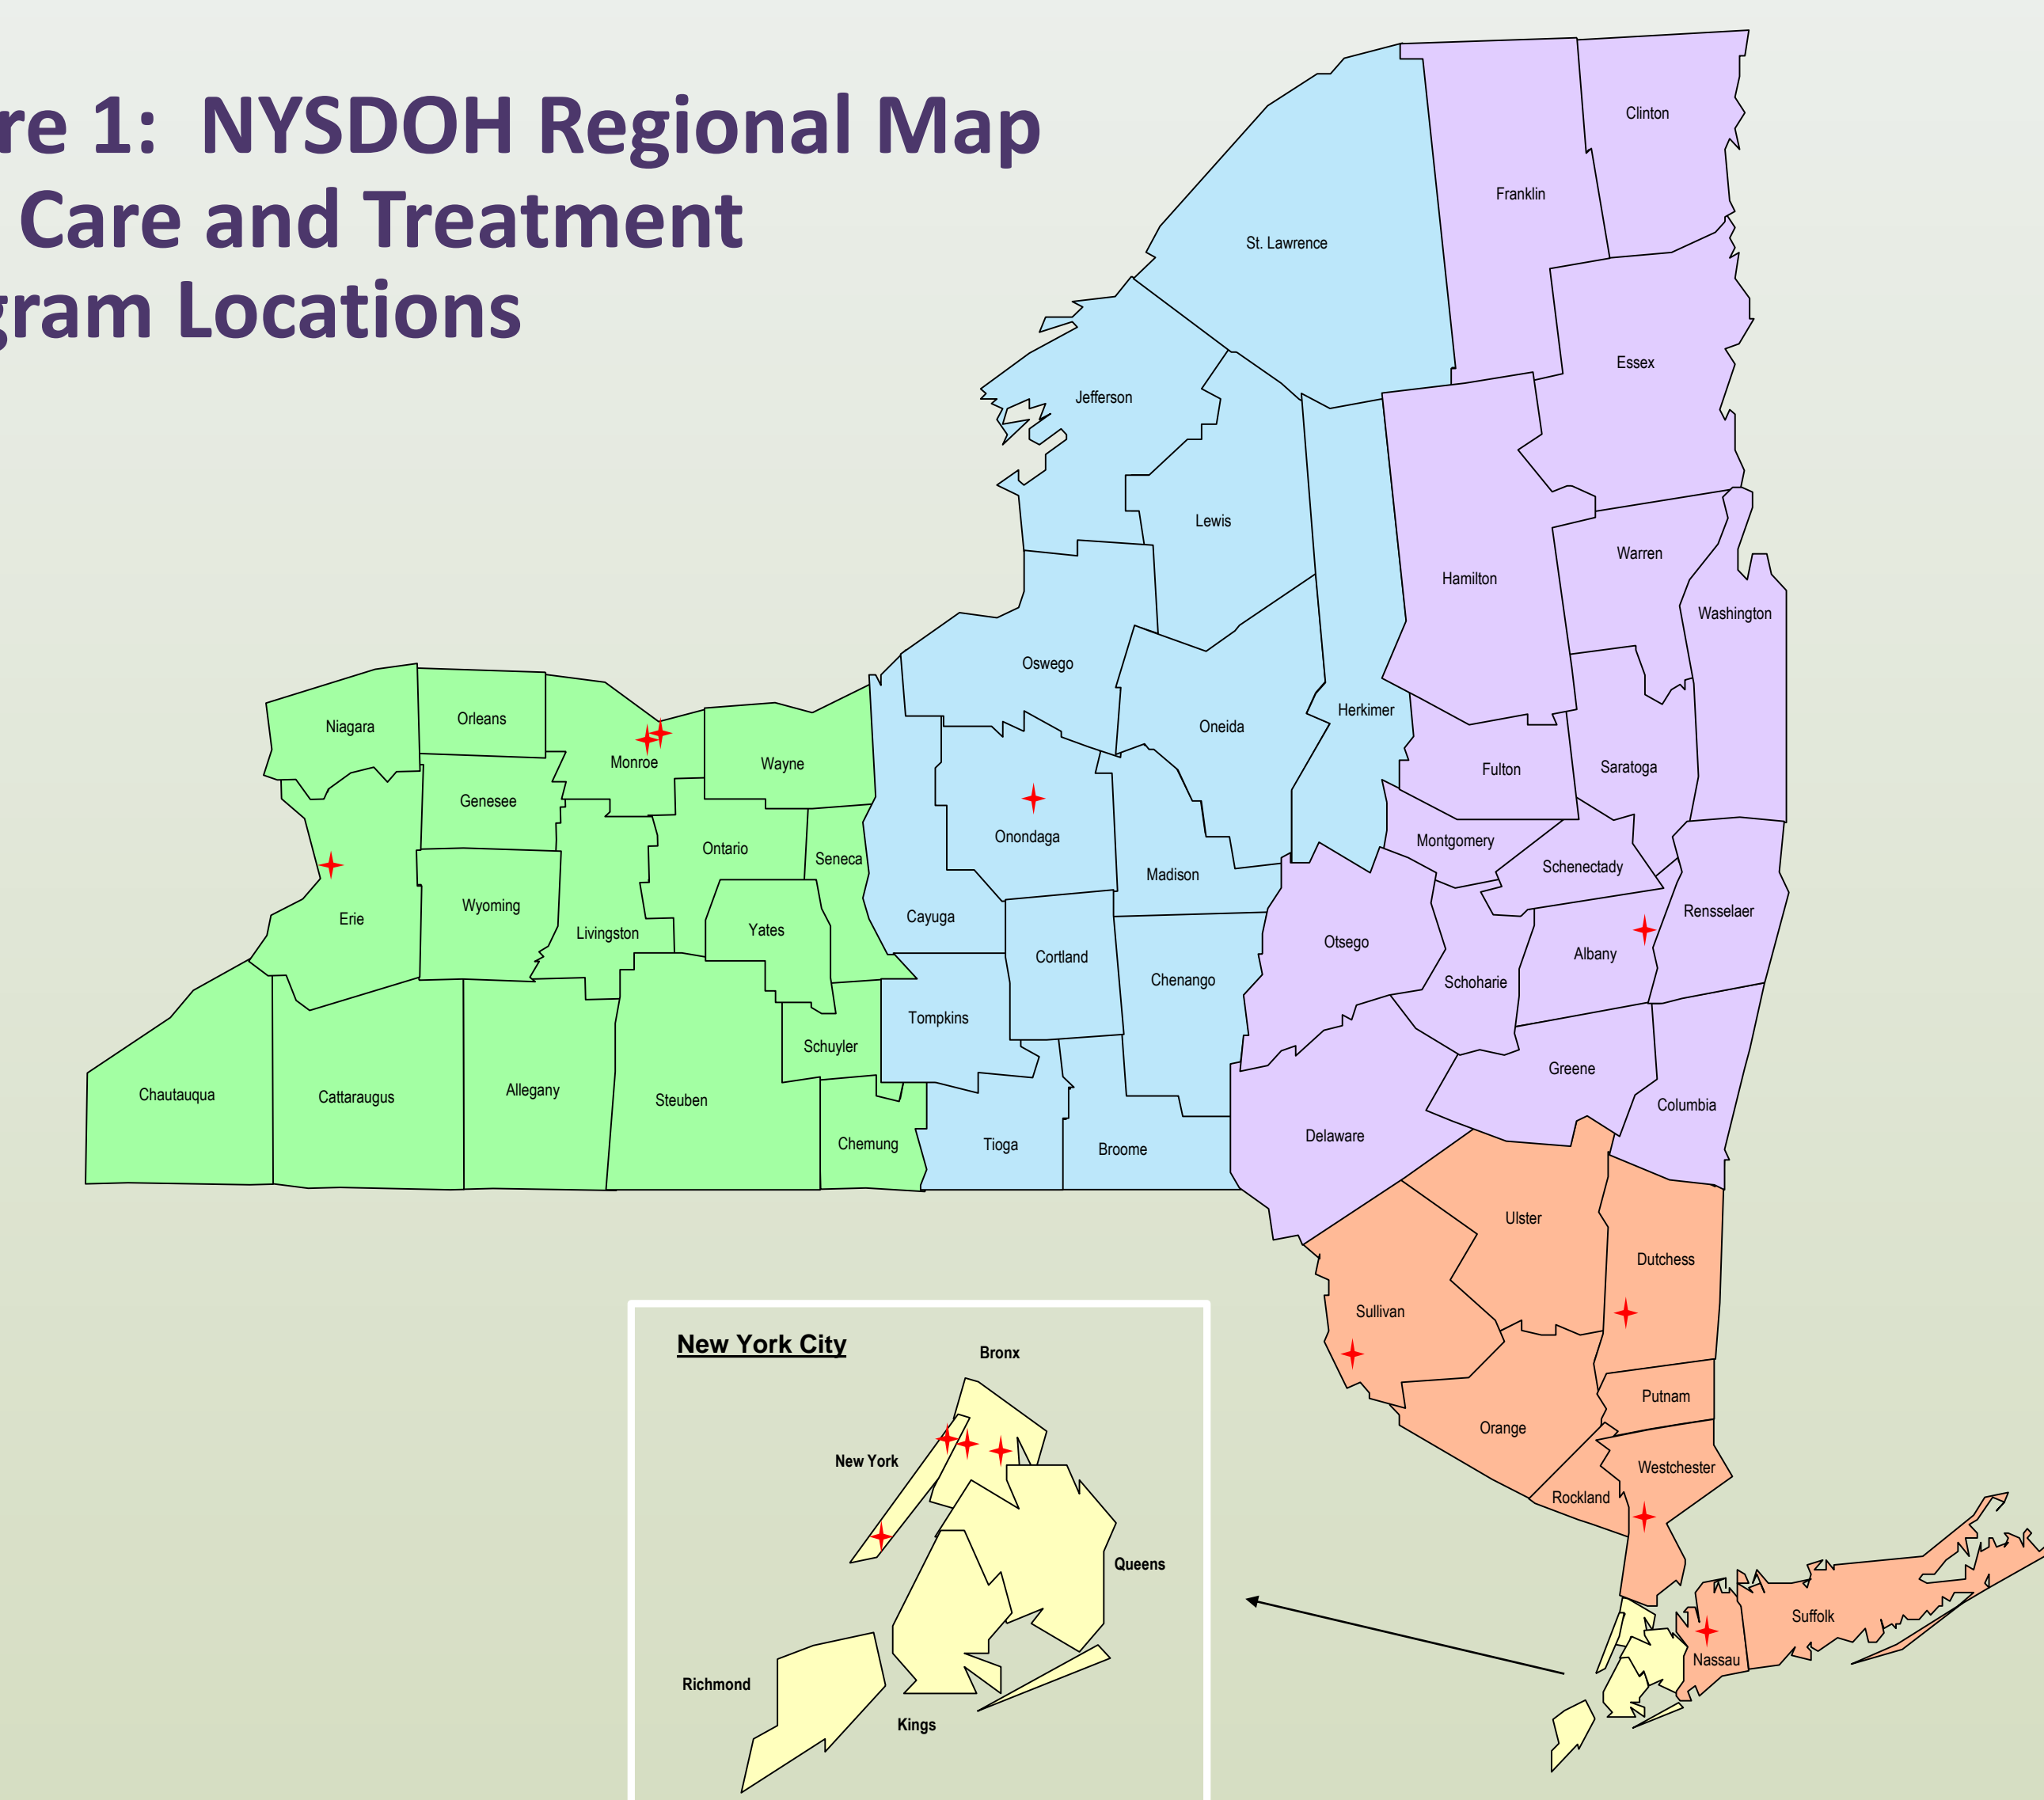 re 1: NYSDOH Regional Map
Care and Treatment
gram Locations
Clinton
Franklin
St. Lawrence
Essex
Jefferson
Lewis
Warren
Hamilton
Washington
Oswego
Herkimer
Niagara
Orleans
Oneida
Monroe
Wayne
Fulton
Saratoga
Genesee
Onondaga
Montgomery
Ontario
Seneca
Schenectady
Madison
Wyoming
Rensselaer
Erie
Cayuga
Livingston
Yates
Otsego
Albany
Cortland
Chenango
Schoharie
Tompkins
Schuyler
Greene
Chautauqua
Cattaraugus
Allegany
Steuben
Columbia
Delaware
Chemung
Tioga
Broome
Ulster
Dutchess
Sullivan
Putnam
Orange
Westchester
Rockland
Suffolk
Nassau
New York City
Bronx
New York
Queens
Richmond
Kings